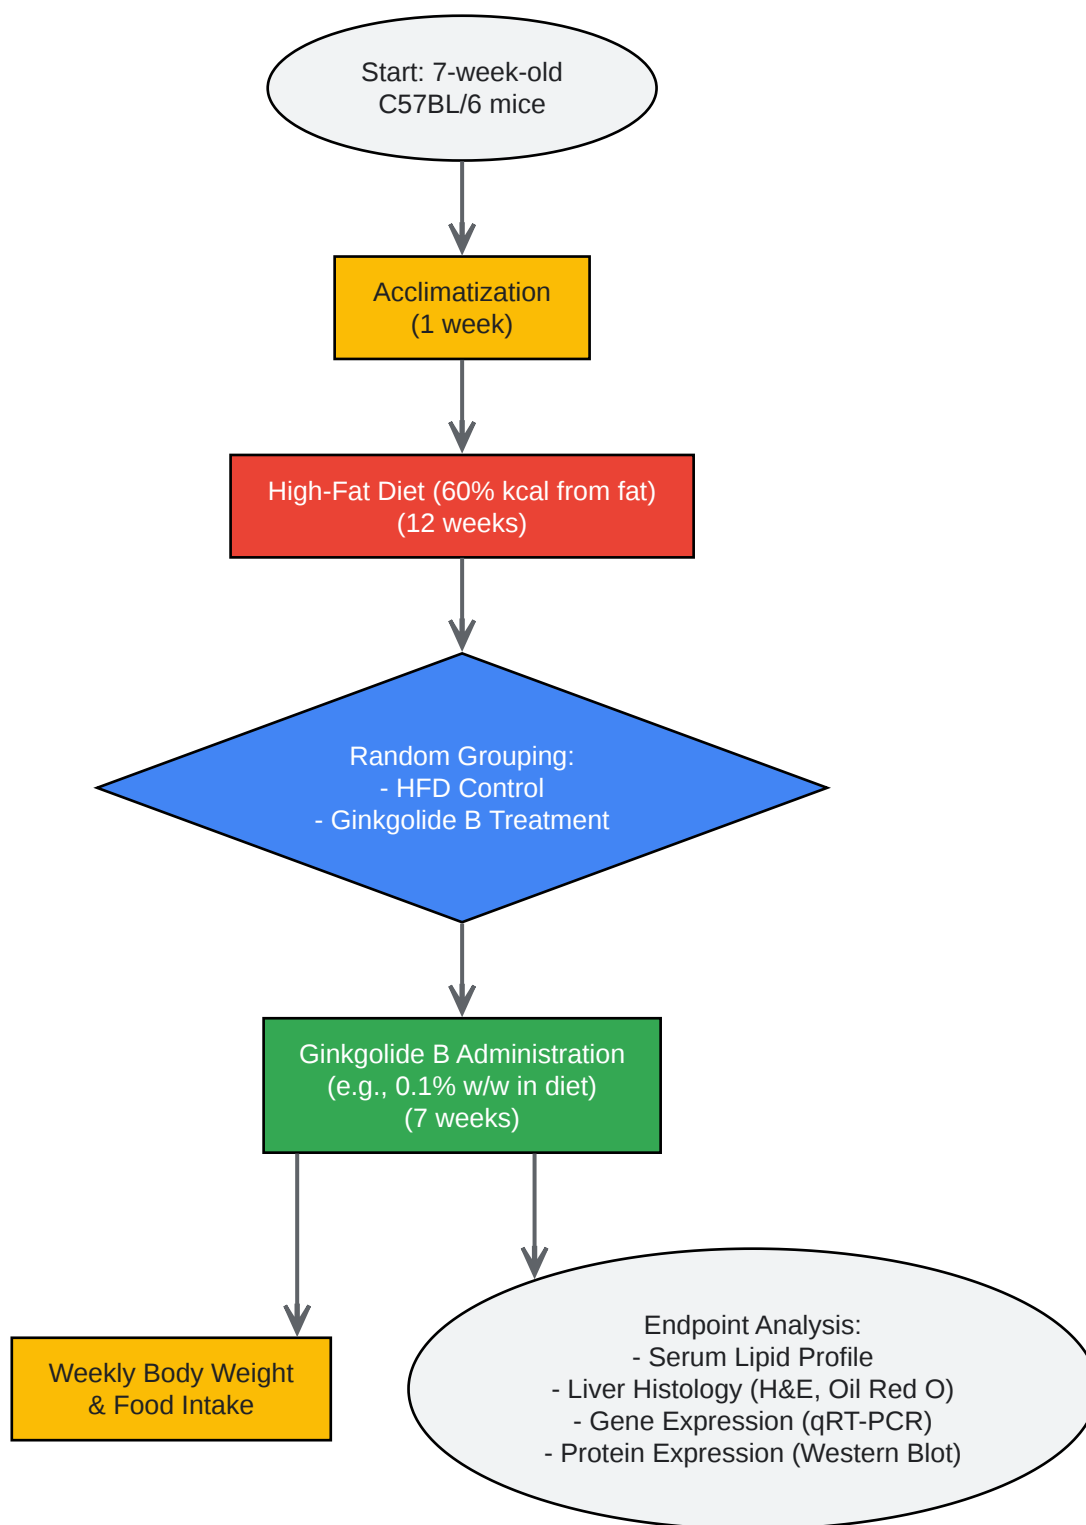 Start: 7-week-old
C57BL/6 mice
Acclimatization
(1 week)
High-Fat Diet (60% kcal from fat)
(12 weeks)
Random Grouping:
- HFD Control
- Ginkgolide B Treatment
Ginkgolide B Administration
(e.g., 0.1% w/w in diet)
(7 weeks)
Weekly Body Weight
& Food Intake
Endpoint Analysis:
- Serum Lipid Profile
- Liver Histology (H&E, Oil Red O)
- Gene Expression (qRT-PCR)
- Protein Expression (Western Blot)